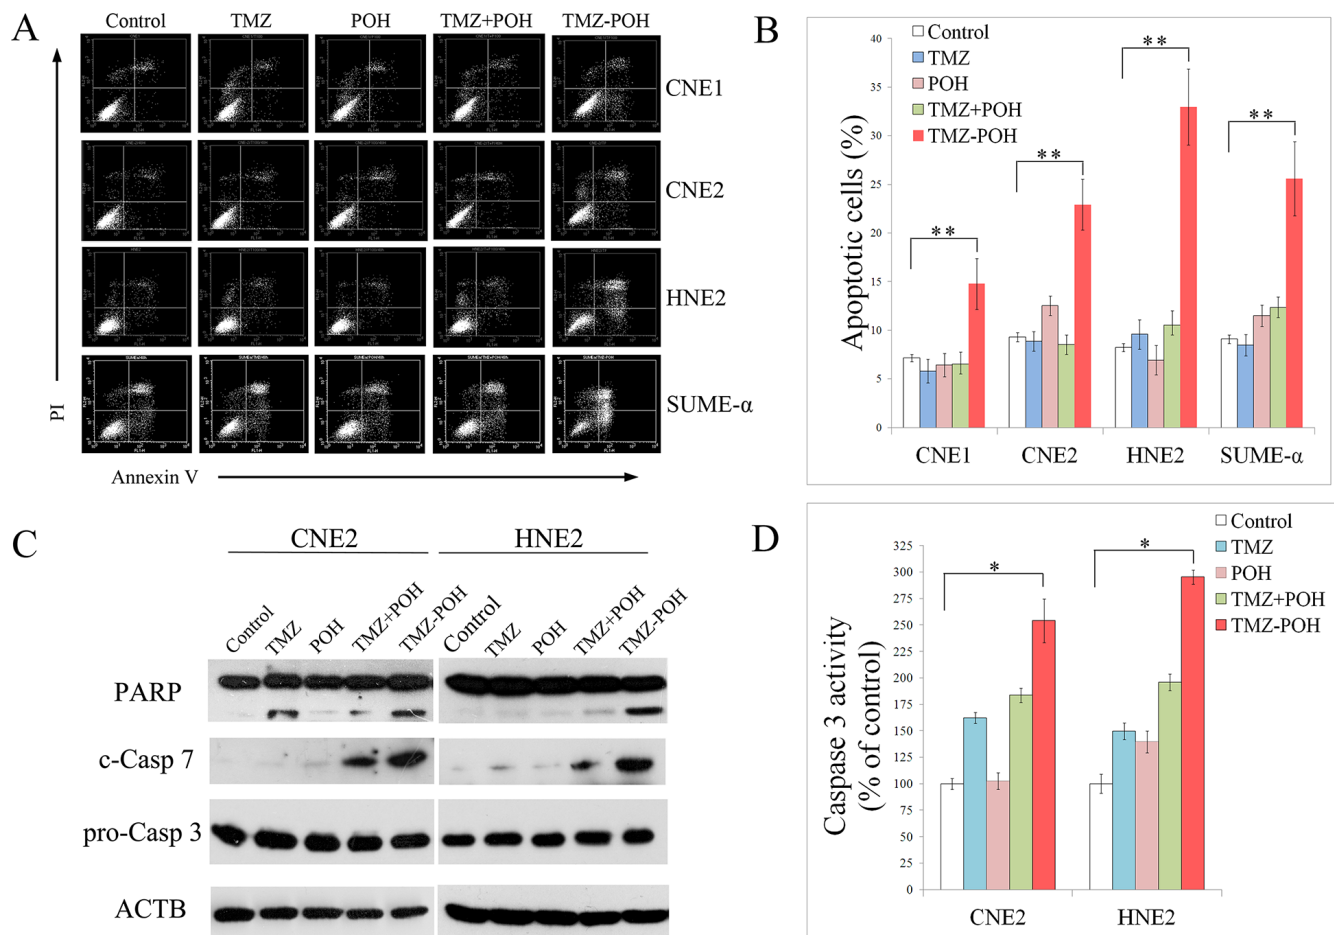 A
Control TMZ POH TMZ+POH TMZ-POH
CNE1
CNE2
HNE2
SUME-α
PI
Annexin V
B
Control
TMZ
POH
TMZ+POH
TMZ-POH
Apoptotic cells (%)
40
35
30
25
20
15
10
5
0
**
**
**
**
CNE1 CNE2 HNE2 SUME-α
C
CNE2 HNE2
Control TMZ POH TMZ+POH TMZ-POH Control TMZ POH TMZ+POH TMZ-POH
PARP
c-Casp 7
pro-Casp 3
ACTB
D
Control
TMZ
POH
TMZ+POH
TMZ-POH
Caspase 3 activity
(% of control)
325
300
275
250
225
200
175
150
125
100
75
50
25
0
*
*
CNE2 HNE2